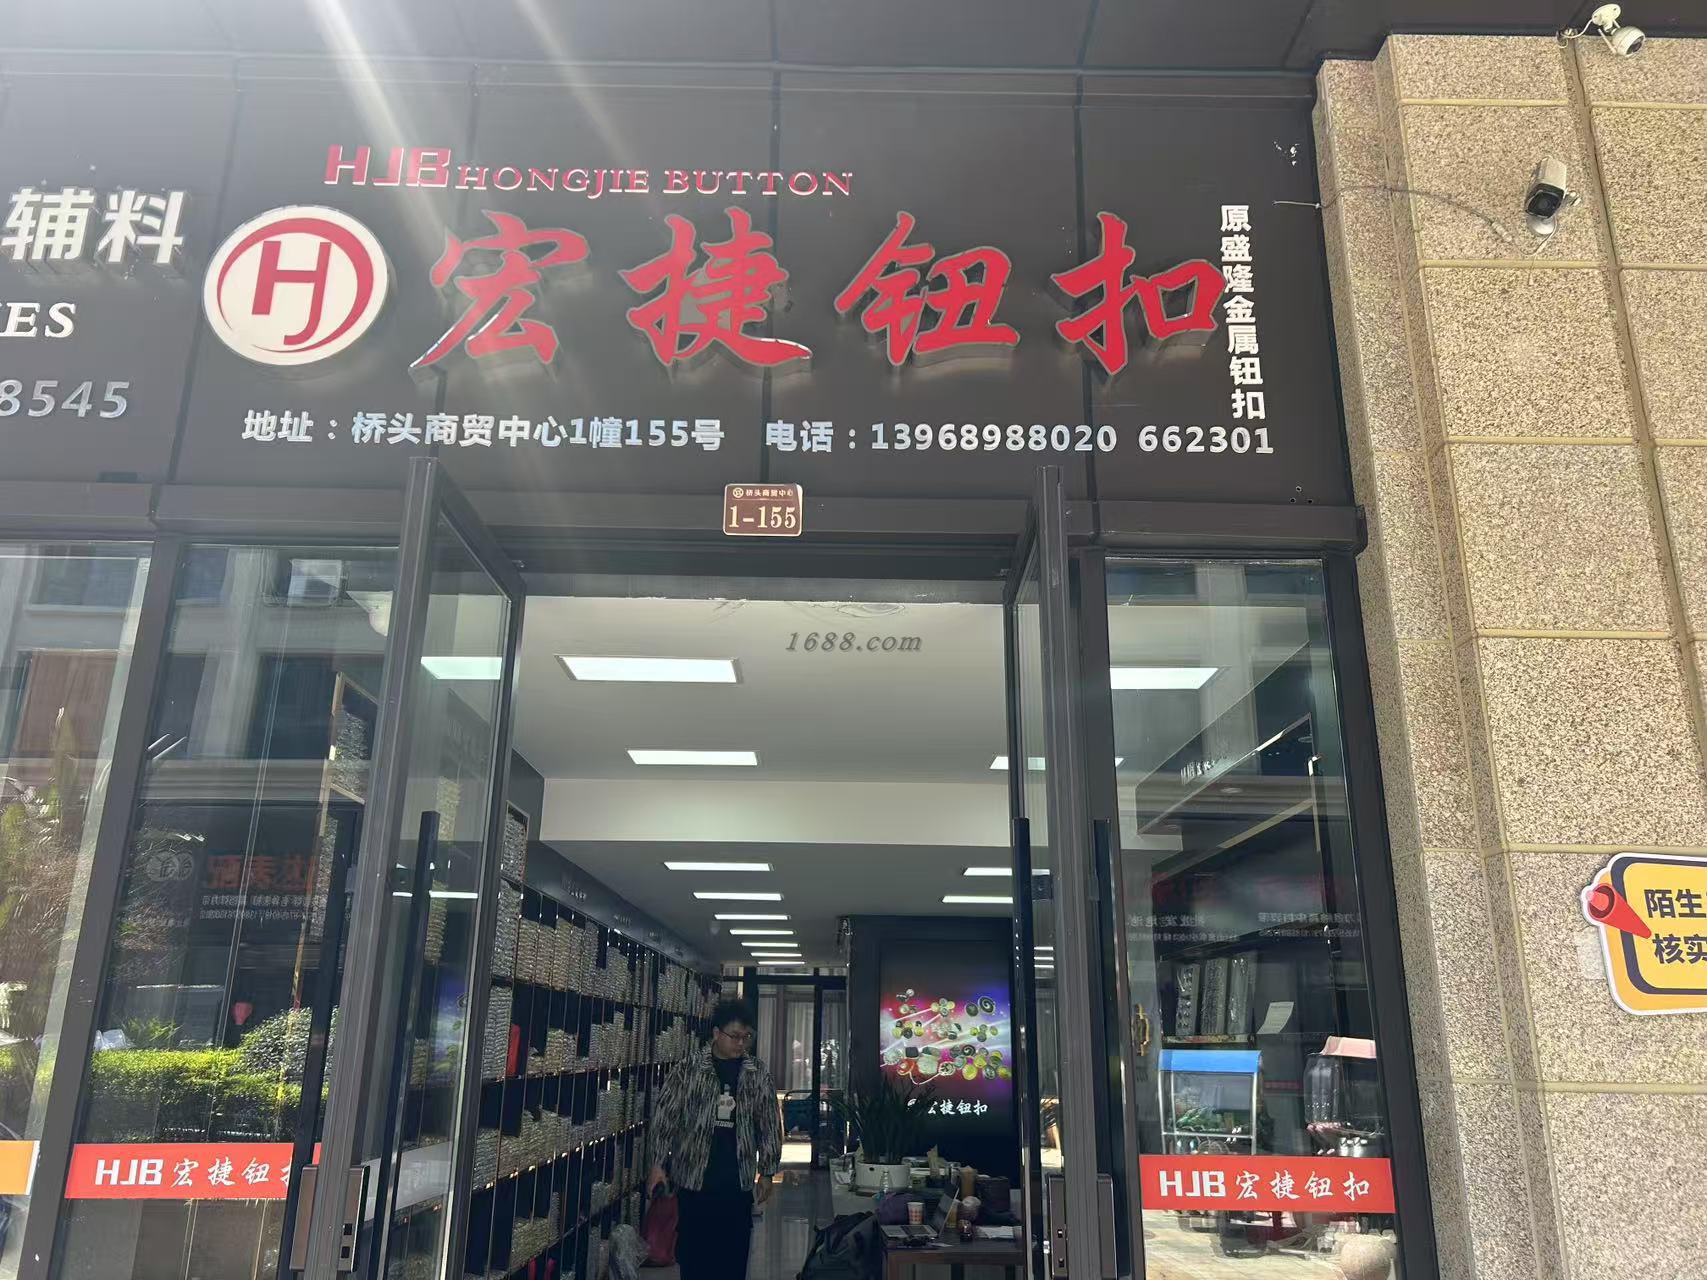 辅料
8545
HJB HONGJIE BUTTON
HJ
宏捷钮扣
原盛隆金属钮扣
地址：桥头商贸中心1幢155号 电话：13968988020 662301
桥头商贸中心
1-155
1688.com
宏捷钮扣
HJB 宏捷钮扣
HJB 宏捷钮扣
陌生
核实